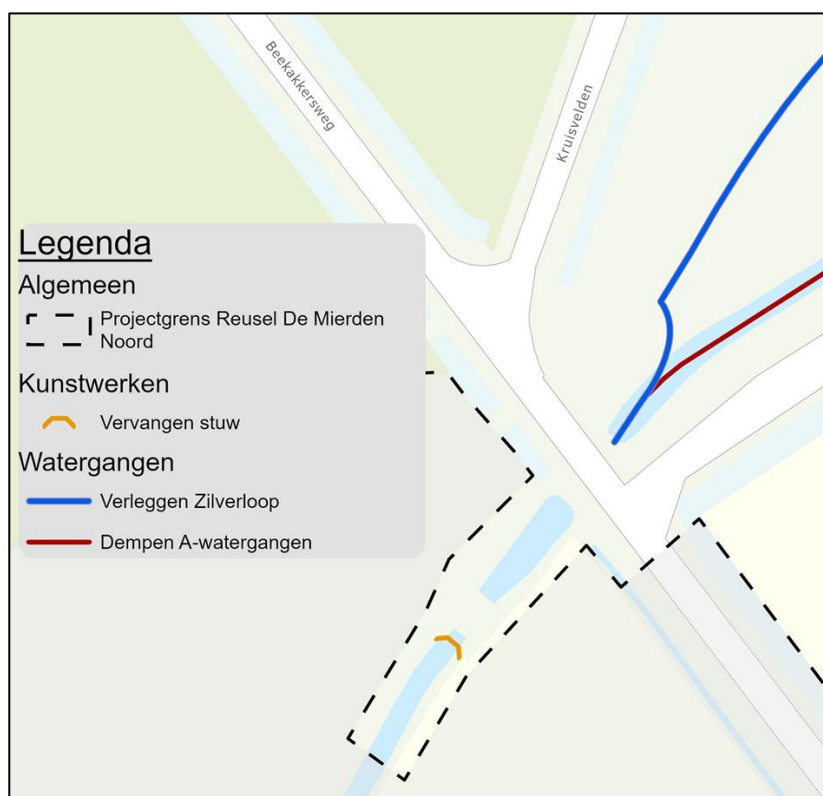 Beekakkersweg
Kruisvelden
Legenda
Algemeen
Projectgrens Reusel De Mierden
Noord
Kunstwerken
Vervangen stuw
Watergangen
Verleggen Zilverloop
Dempen A-watergangen